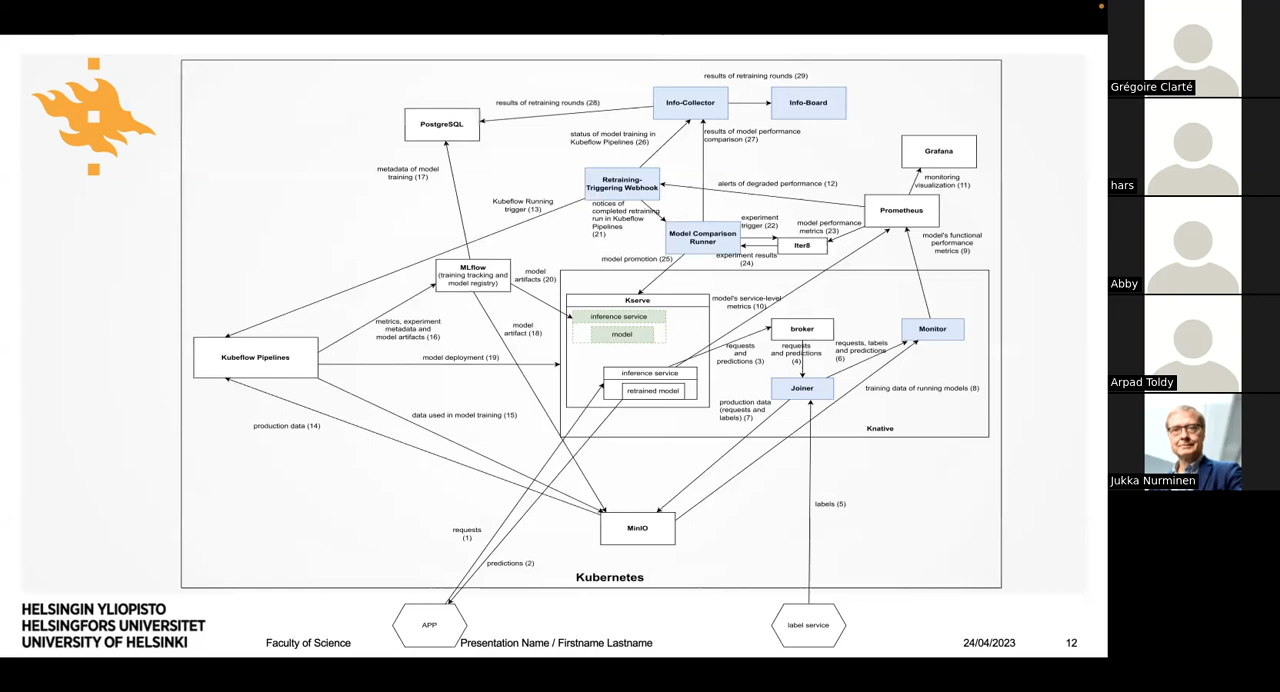 results of retraining rounds (29)
Info-Collector
Info-Board
results of retraining rounds (28)
PostgreSQL
status of model training in
Kubeflow Pipelines (26)
results of model performance
comparison (27)
Grafana
metadata of model
training (17)
Retraining-
Triggering Webhook
alerts of degraded performance (12)
monitoring
visualization (11)
Kubeflow Running
trigger (13)
notices of
completed retraining
run in Kubeflow
Pipelines
(21)
Prometheus
experiment
trigger (22)
model performance
metrics (23)
Model Comparison
Runner
Iter8
model's functional
performance
metrics (9)
experiment results
(24)
model promotion (25)
MLflow
(training tracking and
model registry)
model
artifacts (20)
Kserve
model's service-level
metrics (10)
inference service
model
metrics, experiment
metadata and
model artifacts (16)
model
artifact (18)
broker
Monitor
requests
and
predictions (3)
requests
and predictions
(4)
requests, labels
and predictions
(6)
Kubeflow Pipelines
model deployment (19)
inference service
retrained model
Joiner
training data of running models (8)
production data
(requests and
labels) (7)
data used in model training (15)
production data (14)
Knative
labels (5)
MinIO
requests
(1)
predictions (2)
Kubernetes
APP
label service
HELSINGIN YLIOPISTO
HELSINGFORS UNIVERSITET
UNIVERSITY OF HELSINKI
Faculty of Science
Presentation Name / Firstname Lastname
24/04/2023
12
Grégoire Clarté
hars
Abby
Arpad Toldy
Jukka Nurminen